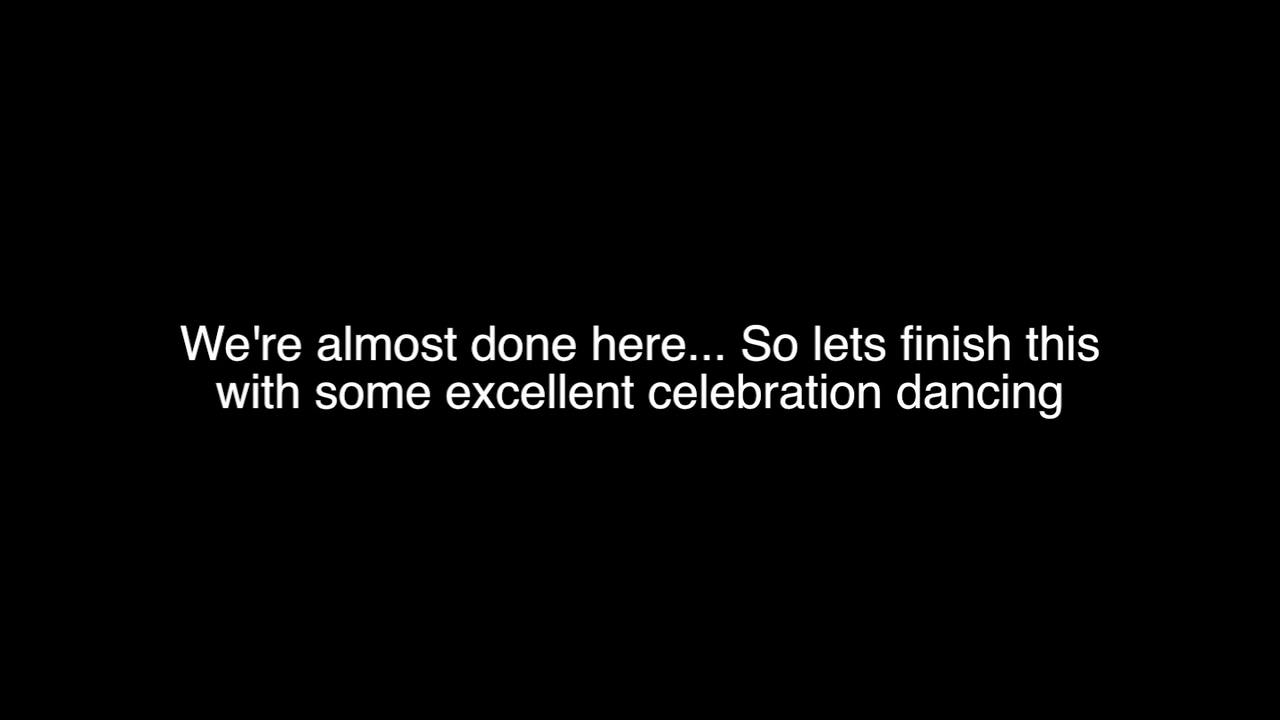 We're almost done here... So lets finish this
with some excellent celebration dancing